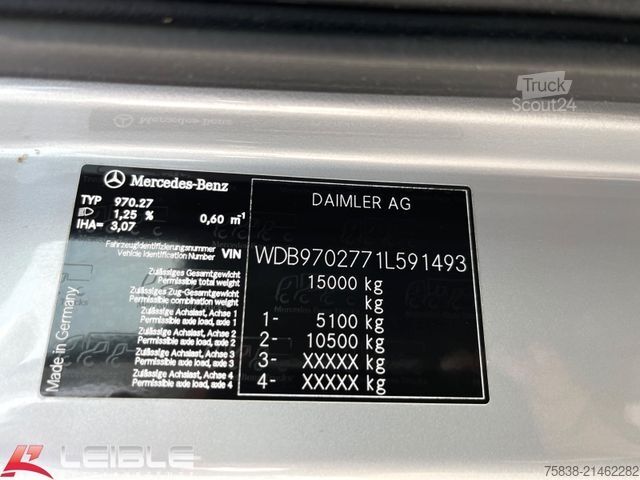 Truck
Scout24
Mercedes-Benz
TYP 970.27
1,25 % 0,60 m⁻¹
IHA= 3,07
Fahrzeugidentifizierungsnummer
Vehicle Identification Number VIN
Zulässiges Gesamtgewicht
Permissible total weight
Zulässiges Zug-Gesamtgewicht
Permissible combination weight
Zulässige Achslast, Achse 1
Permissible axle load, axle 1
Zulässige Achslast, Achse 2
Permissible axle load, axle 2
Zulässige Achslast, Achse 3
Permissible axle load, axle 3
Zulässige Achslast, Achse 4
Permissible axle load, axle 4
Made in Germany
DAIMLER AG
WDB9702771L591493
15000 kg
kg
1- 5100 kg
2- 10500 kg
3- XXXXX kg
4- XXXXX kg
LEIBLE
75838-21462282